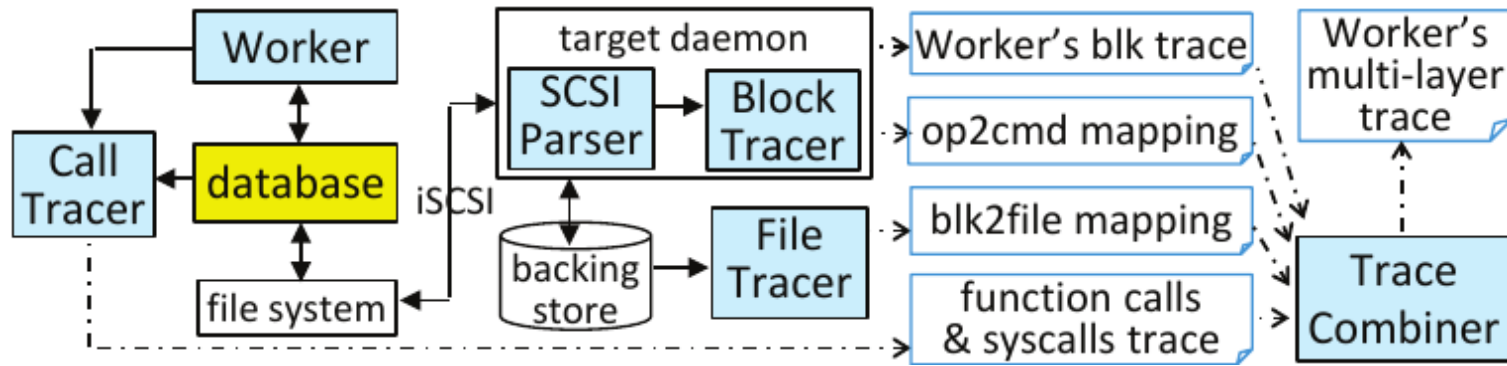 Worker
Call
Tracer
database
file system
iSCSI
target daemon
SCSI
Parser
Block
Tracer
backing
store
File
Tracer
Worker's blk trace
op2cmd mapping
blk2file mapping
function calls
& syscalls trace
Worker's
multi-layer
trace
Trace
Combiner